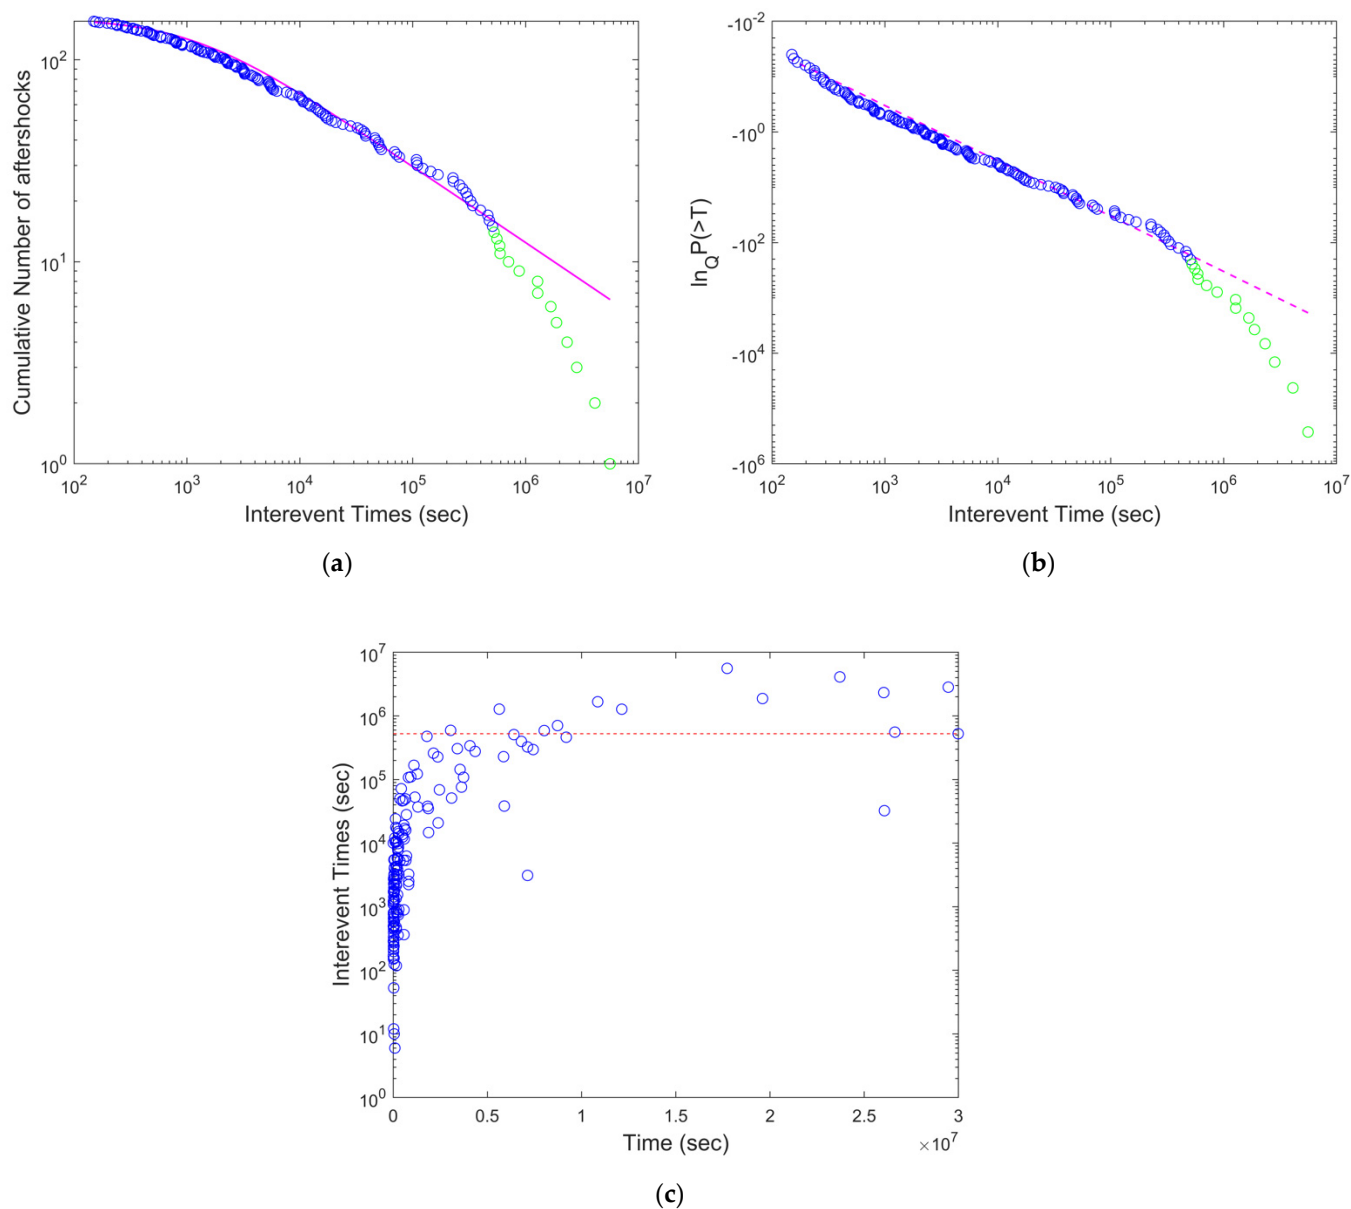 Cumulative Number of aftershocks
10^2
10^1
10^0
10^2 10^3 10^4 10^5 10^6 10^7
Interevent Times (sec)
(a)
ln_Q P(>T)
-10^-2
-10^0
-10^2
-10^4
-10^6
10^2 10^3 10^4 10^5 10^6 10^7
Interevent Time (sec)
(b)
Interevent Times (sec)
10^7
10^6
10^5
10^4
10^3
10^2
10^1
10^0
0 0.5 1 1.5 2 2.5 3
Time (sec)
×10^7
(c)